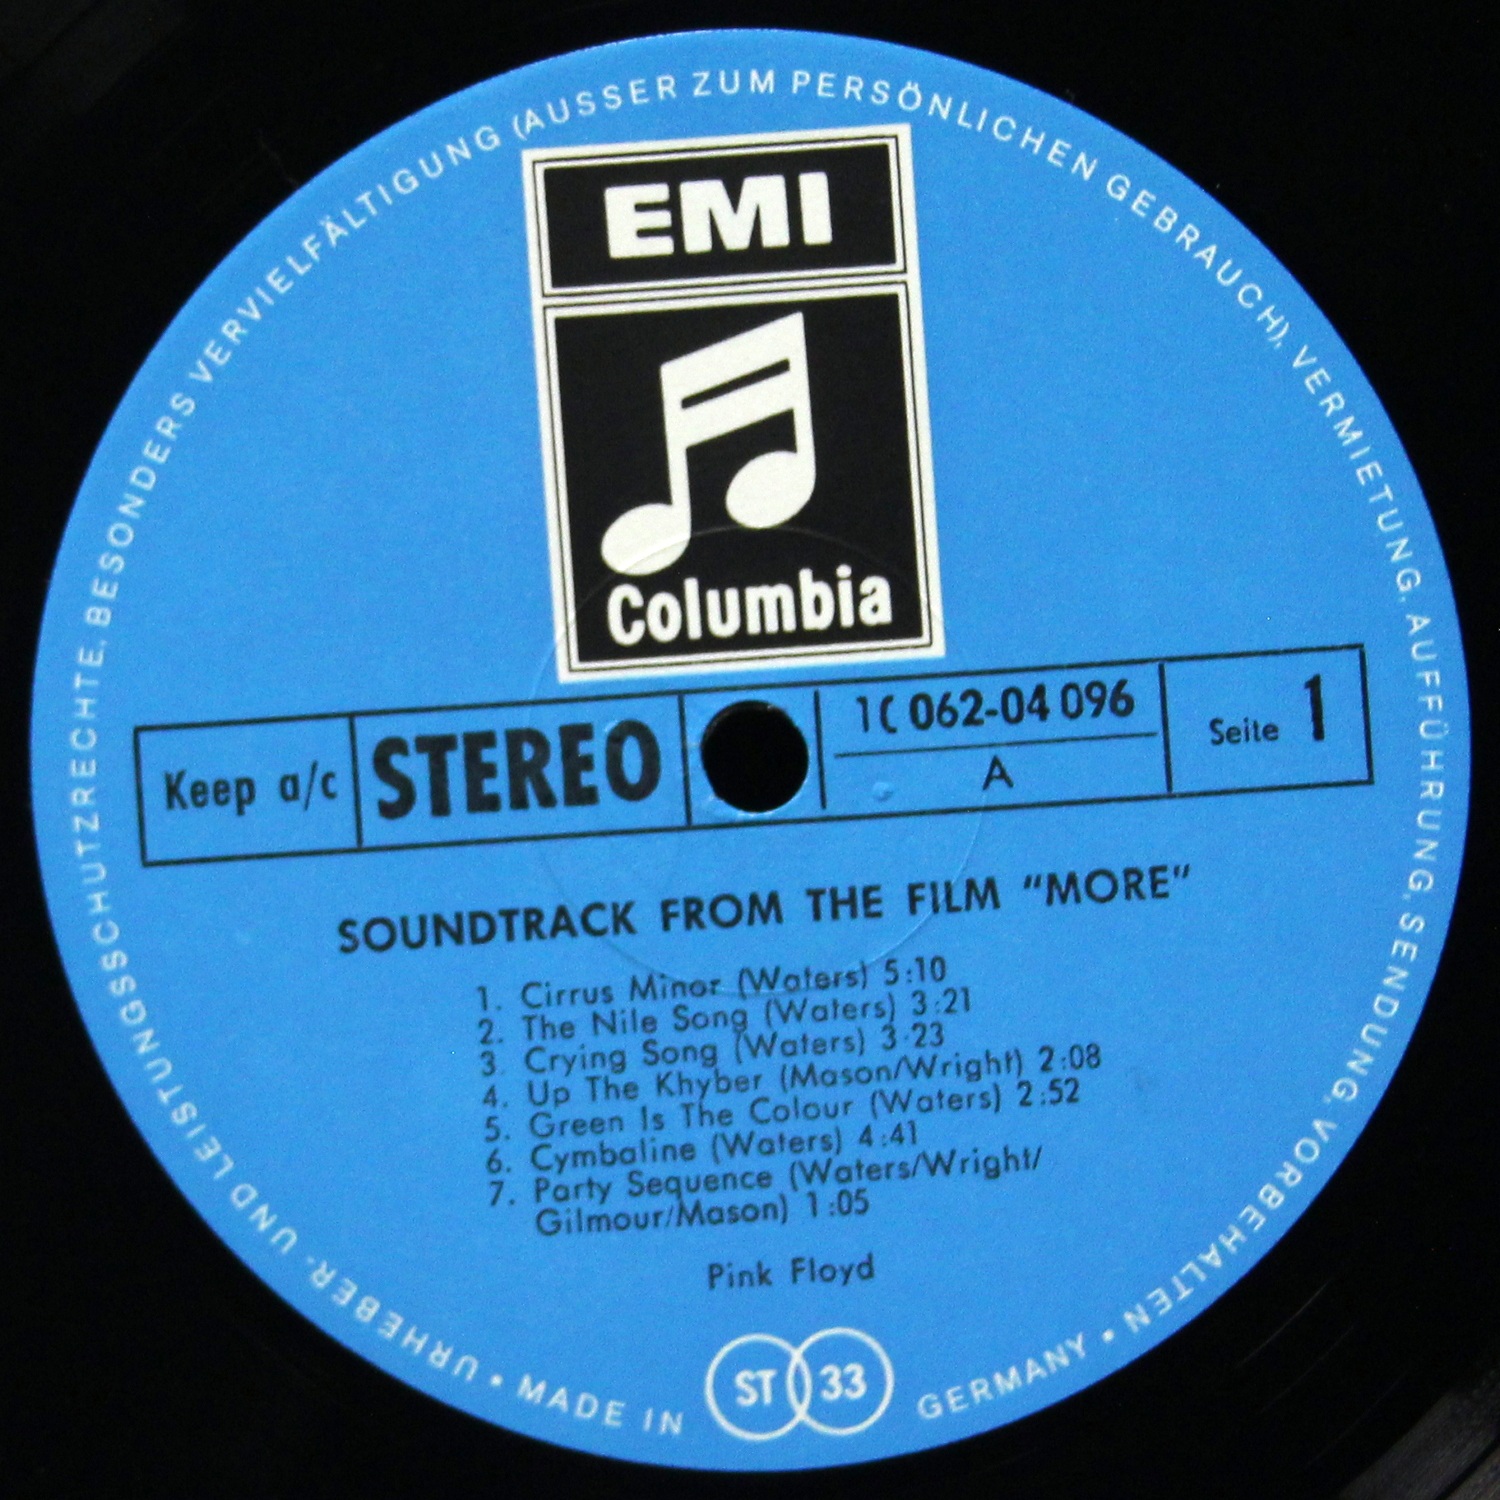 URHEBER- UND LEISTUNGSSCHUTZRECHTE, BESONDERS VERVIELFÄLTIGUNG (AUSSER ZUM PERSÖNLICHEN GEBRAUCH), VERMIETUNG, AUFFÜHRUNG, SENDUNG, VORBEHALTEN •
EMI
Columbia
Keep a/c
STEREO
1C 062-04 096
A
Seite 1
SOUNDTRACK FROM THE FILM "MORE"
1. Cirrus Minor (Waters) 5:10
2. The Nile Song (Waters) 3:21
3. Crying Song (Waters) 3:23
4. Up The Khyber (Mason/Wright) 2:08
5. Green Is The Colour (Waters) 2:52
6. Cymbaline (Waters) 4:41
7. Party Sequence (Waters/Wright/
Gilmour/Mason) 1:05
Pink Floyd
ST 33
• MADE IN GERMANY